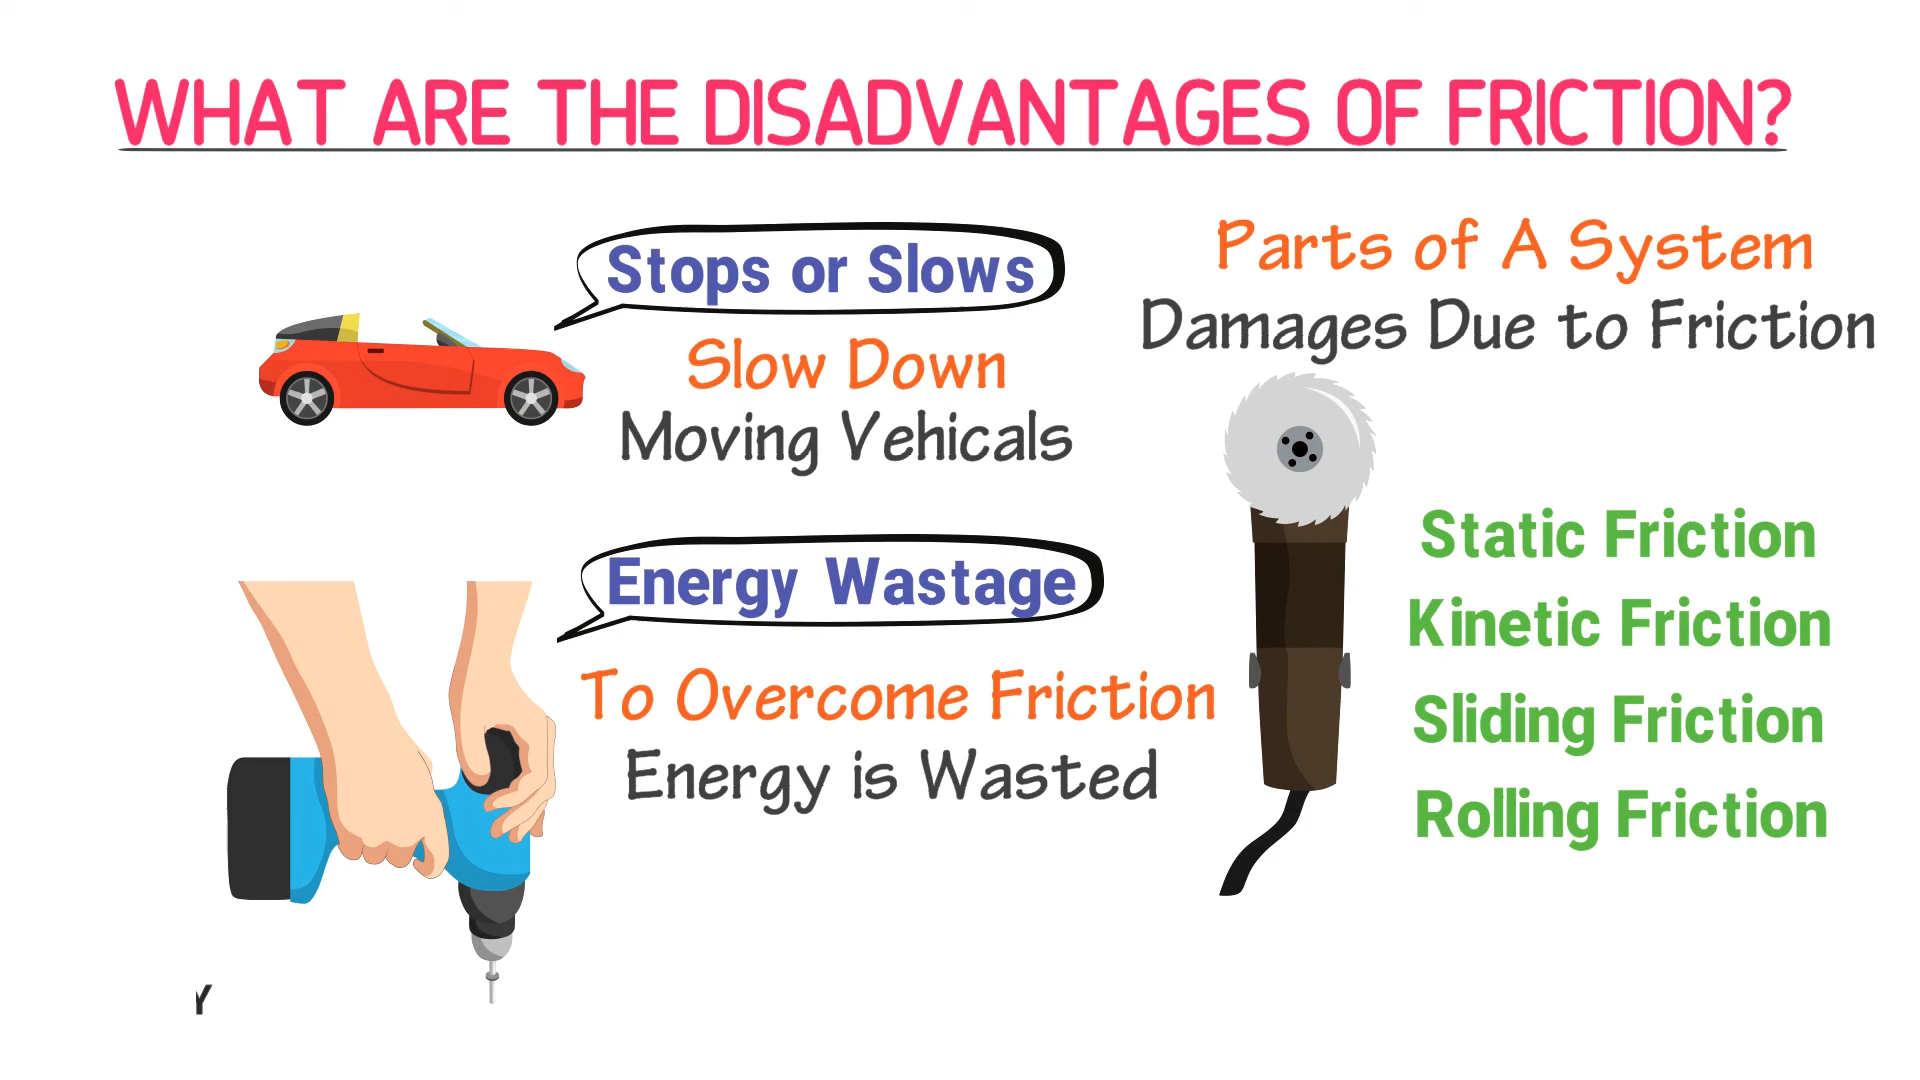 WHAT ARE THE DISADVANTAGES OF FRICTION?
Stops or Slows
Slow Down
Moving Vehicals
Energy Wastage
To Overcome Friction
Energy is Wasted
Parts of A System
Damages Due to Friction
Static Friction
Kinetic Friction
Sliding Friction
Rolling Friction
Y